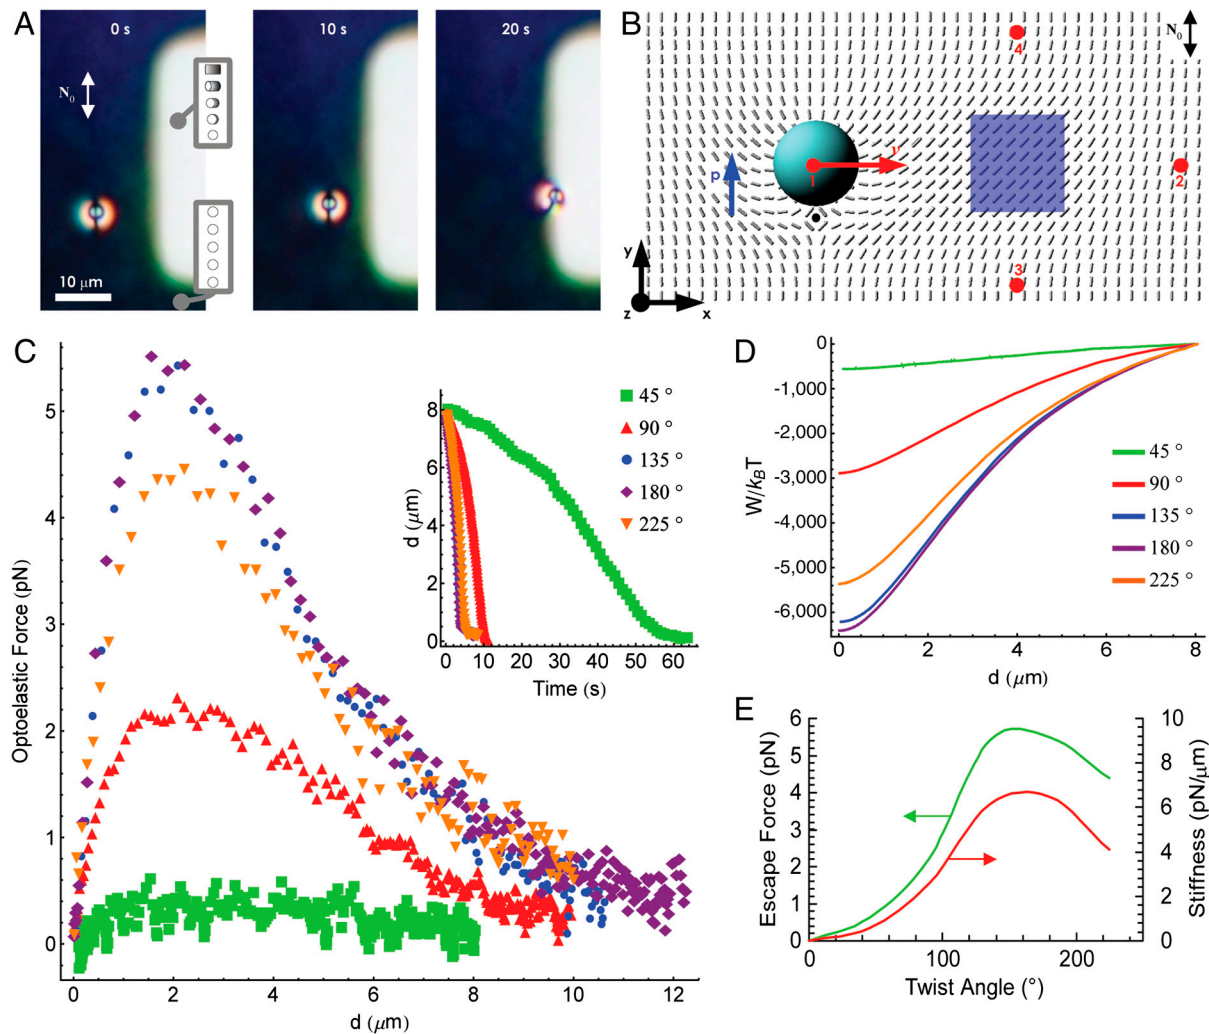 A
0 s
10 s
20 s
N₀
10 μm
B
N₀
4
p
1
ν
2
3
y
z
x
C
Optoelastic Force (pN)
5
4
3
2
1
0
0
2
4
6
8
10
12
d (μm)
d (μm)
8
6
4
2
0
0
10
20
30
40
50
60
Time (s)
45 °
90 °
135 °
180 °
225 °
D
W/k_BT
0
-1,000
-2,000
-3,000
-4,000
-5,000
-6,000
0
2
4
6
8
d (μm)
45 °
90 °
135 °
180 °
225 °
E
Escape Force (pN)
6
5
4
3
2
1
0
0
100
200
Twist Angle (°)
10
8
6
4
2
0
Stiffness (pN/μm)